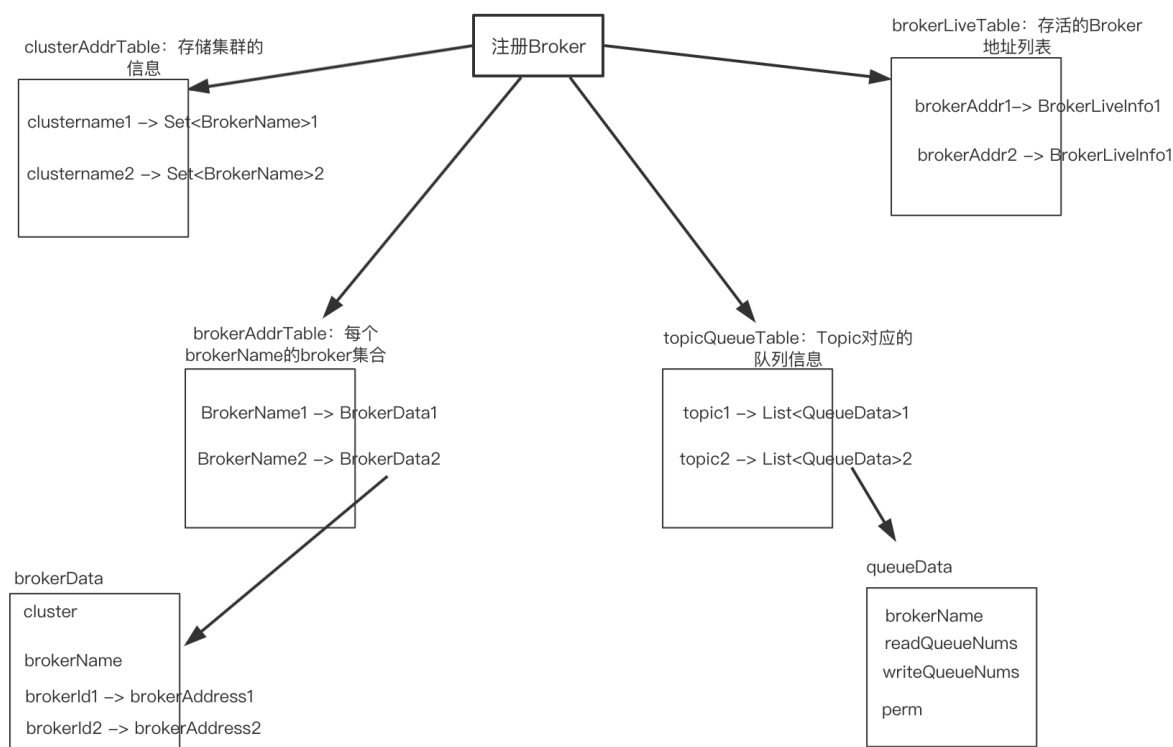 注册Broker
clusterAddrTable：存储集群的
信息
clustername1 -> Set<BrokerName>1
clustername2 -> Set<BrokerName>2
brokerLiveTable：存活的Broker
地址列表
brokerAddr1-> BrokerLiveInfo1
brokerAddr2 -> BrokerLiveInfo1
brokerAddrTable：每个
brokerName的broker集合
BrokerName1 -> BrokerData1
BrokerName2 -> BrokerData2
topicQueueTable：Topic对应的
队列信息
topic1 -> List<QueueData>1
topic2 -> List<QueueData>2
brokerData
cluster
brokerName
brokerId1 -> brokerAddress1
brokerId2 -> brokerAddress2
queueData
brokerName
readQueueNums
writeQueueNums
perm